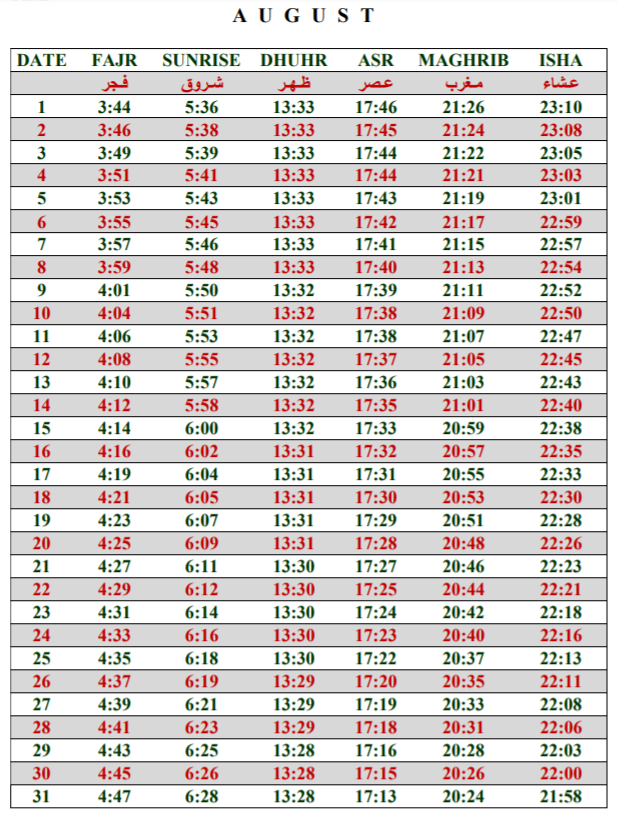 A U G U S T
DATE FAJR SUNRISE DHUHR ASR MAGHRIB ISHA
فجر شروق ظهر عصر مغرب عشاء
1 3:44 5:36 13:33 17:46 21:26 23:10
2 3:46 5:38 13:33 17:45 21:24 23:08
3 3:49 5:39 13:33 17:44 21:22 23:05
4 3:51 5:41 13:33 17:44 21:21 23:03
5 3:53 5:43 13:33 17:43 21:19 23:01
6 3:55 5:45 13:33 17:42 21:17 22:59
7 3:57 5:46 13:33 17:41 21:15 22:57
8 3:59 5:48 13:33 17:40 21:13 22:54
9 4:01 5:50 13:32 17:39 21:11 22:52
10 4:04 5:51 13:32 17:38 21:09 22:50
11 4:06 5:53 13:32 17:38 21:07 22:47
12 4:08 5:55 13:32 17:37 21:05 22:45
13 4:10 5:57 13:32 17:36 21:03 22:43
14 4:12 5:58 13:32 17:35 21:01 22:40
15 4:14 6:00 13:32 17:33 20:59 22:38
16 4:16 6:02 13:31 17:32 20:57 22:35
17 4:19 6:04 13:31 17:31 20:55 22:33
18 4:21 6:05 13:31 17:30 20:53 22:30
19 4:23 6:07 13:31 17:29 20:51 22:28
20 4:25 6:09 13:31 17:28 20:48 22:26
21 4:27 6:11 13:30 17:27 20:46 22:23
22 4:29 6:12 13:30 17:25 20:44 22:21
23 4:31 6:14 13:30 17:24 20:42 22:18
24 4:33 6:16 13:30 17:23 20:40 22:16
25 4:35 6:18 13:30 17:22 20:37 22:13
26 4:37 6:19 13:29 17:20 20:35 22:11
27 4:39 6:21 13:29 17:19 20:33 22:08
28 4:41 6:23 13:29 17:18 20:31 22:06
29 4:43 6:25 13:28 17:16 20:28 22:03
30 4:45 6:26 13:28 17:15 20:26 22:00
31 4:47 6:28 13:28 17:13 20:24 21:58